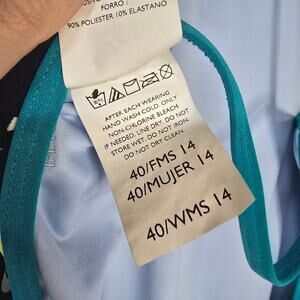 FORRO :
90% POLIESTER 10% ELASTANO
AFTER EACH WEARING
HAND WASH COLD. ONLY
NON-CHLORINE BLEACH
IF NEEDED. LINE DRY. DO NOT
STORE WET. DO NOT IRON.
DO NOT DRY CLEAN.
40/FMS 14
40/MUJER 14
40/WMS 14